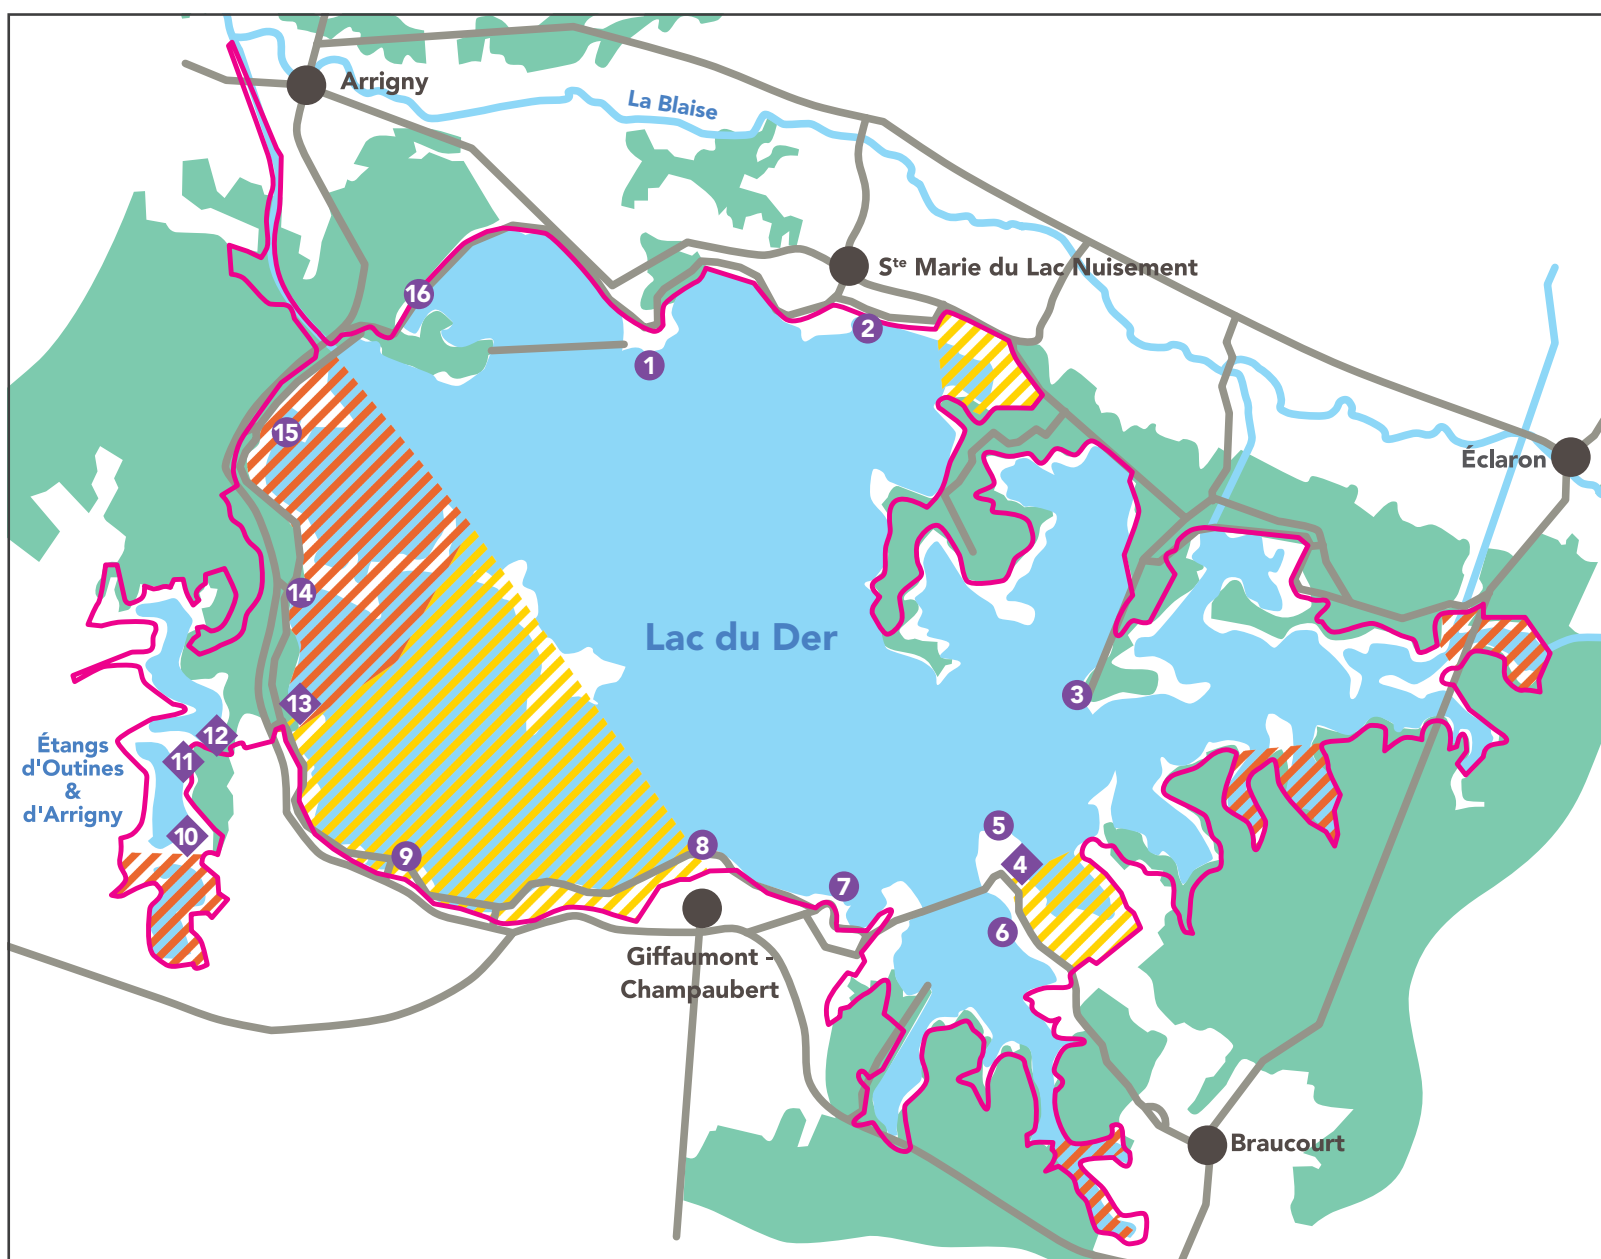 Arrigny
La Blaise
Sᵗᵉ Marie du Lac Nuisement
16
2
1
15
Éclaron
14
Lac du Der
3
13
12
Étangs
d'Outines
&
d'Arrigny
11
10
5
4
9
8
7
6
Giffaumont -
Champaubert
Braucourt